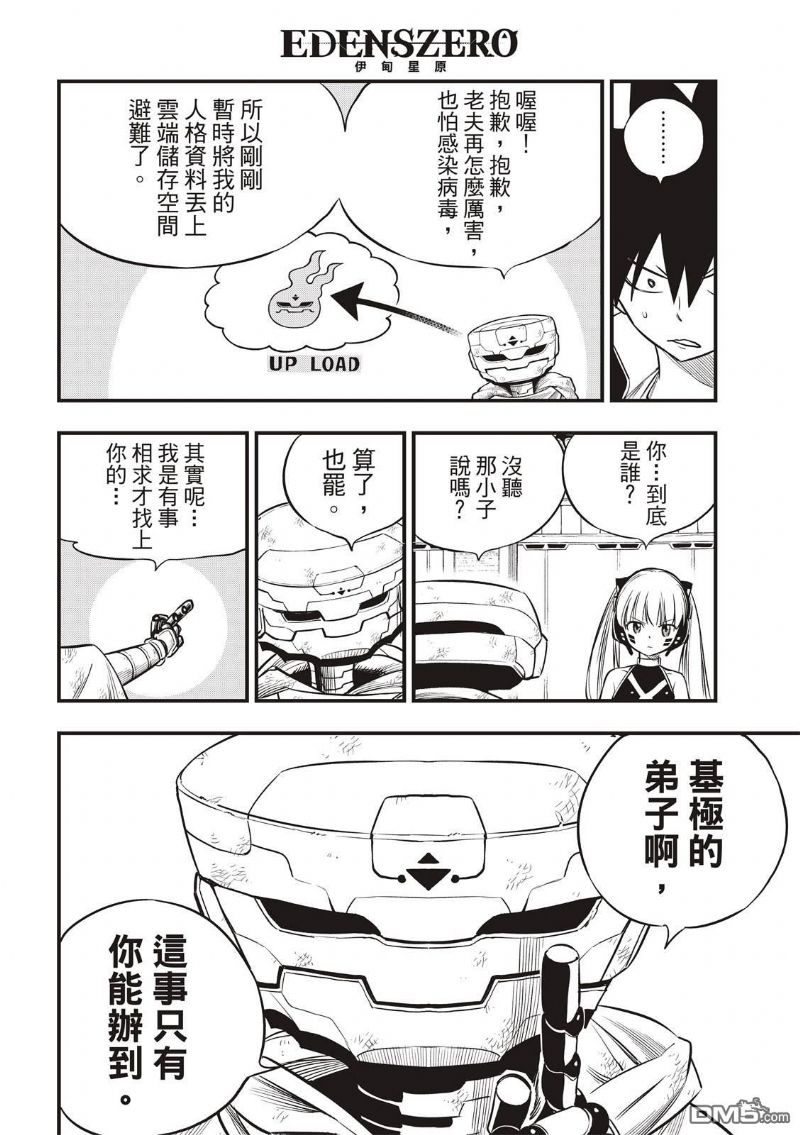 EDENSZERO
伊甸星原
………
喔喔！
抱歉，抱歉，
老夫再怎麼厲害，
也怕感染病毒，
所以剛剛
暫時將我的
人格資料丟上
雲端儲存空間
避難了。
UP LOAD
你…到底
是誰？
沒聽
那小子
說嗎？
算了，
也罷。
其實呢…
我是有事
相求才找上
你的…
基極的
弟子啊，
這事只有
你能辦到。
DM5.com